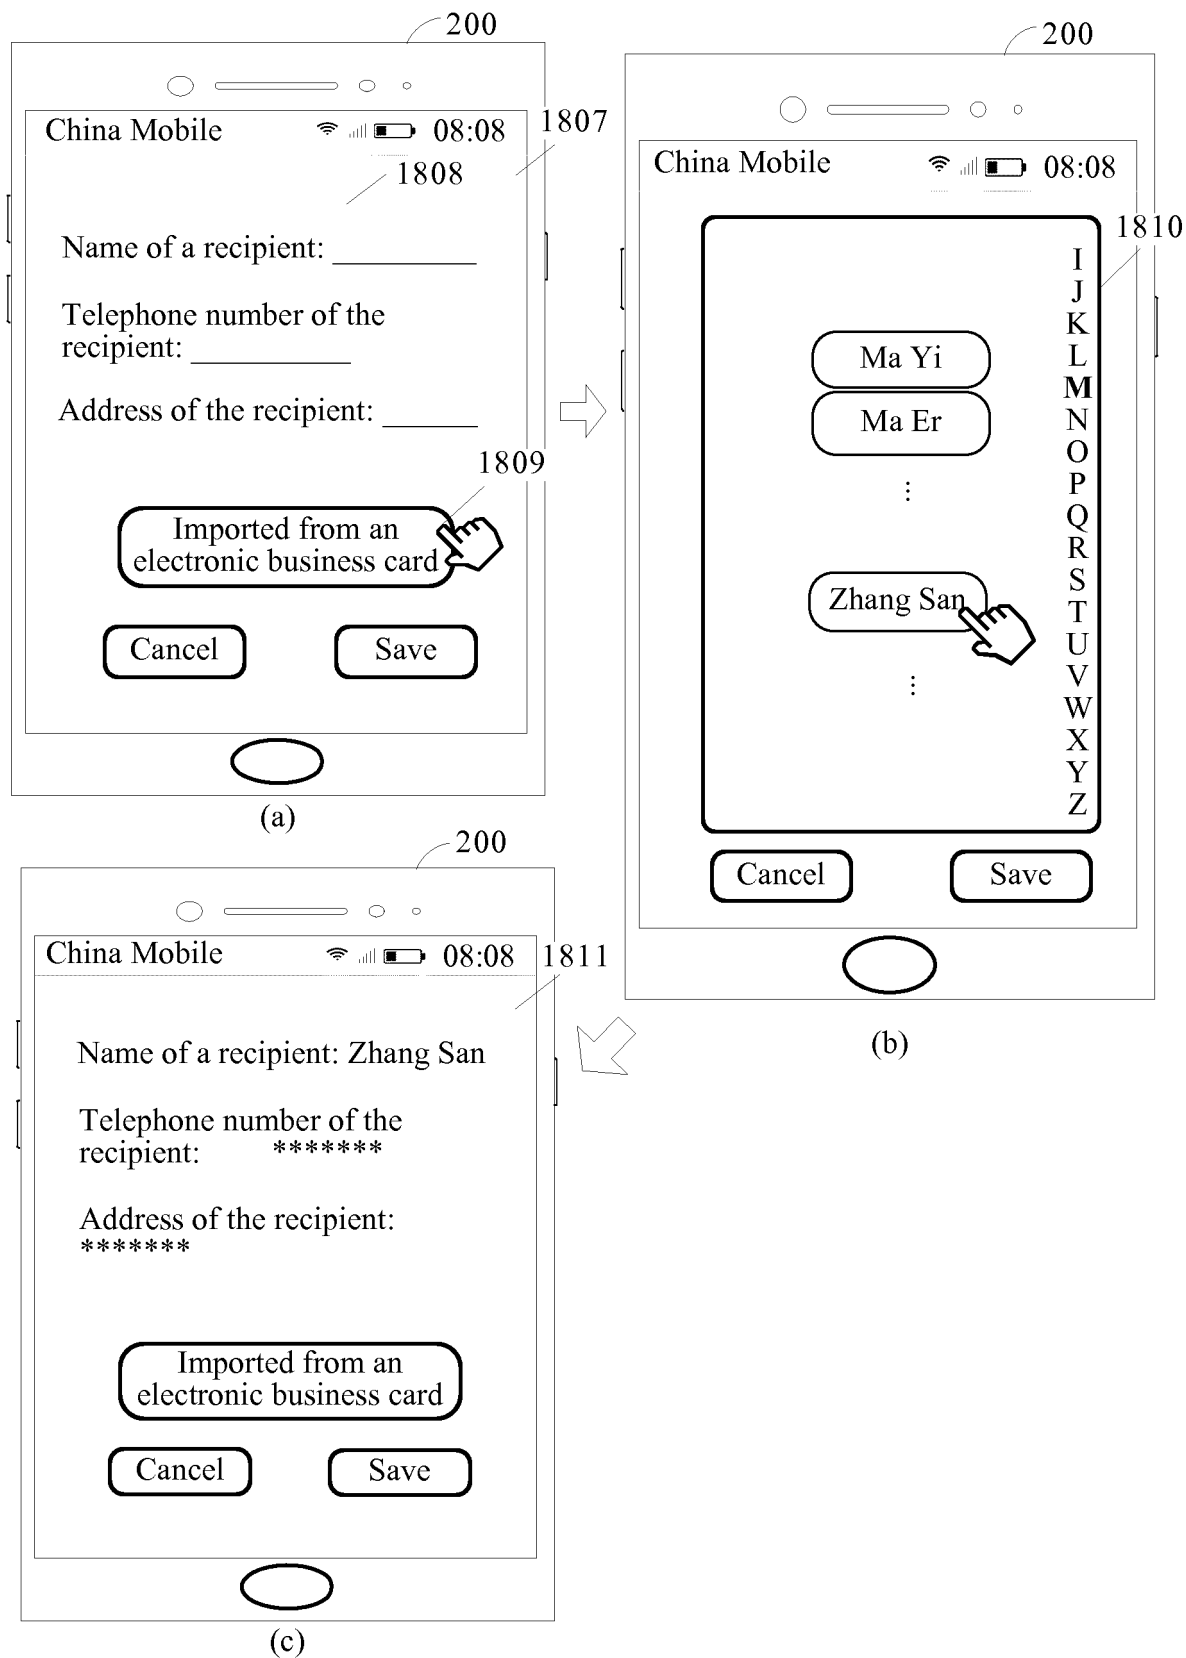 200
China Mobile 08:08
1807
1808
Name of a recipient: __________
Telephone number of the
recipient: __________
Address of the recipient: ______
1809
Imported from an
electronic business card
Cancel Save
(a)
200
China Mobile 08:08
1810
I
J
K
L
M
N
O
P
Q
R
S
T
U
V
W
X
Y
Z
Ma Yi
Ma Er
⋮
Zhang San
⋮
Cancel Save
(b)
200
China Mobile 08:08
1811
Name of a recipient: Zhang San
Telephone number of the
recipient: *******
Address of the recipient:
*******
Imported from an
electronic business card
Cancel Save
(c)